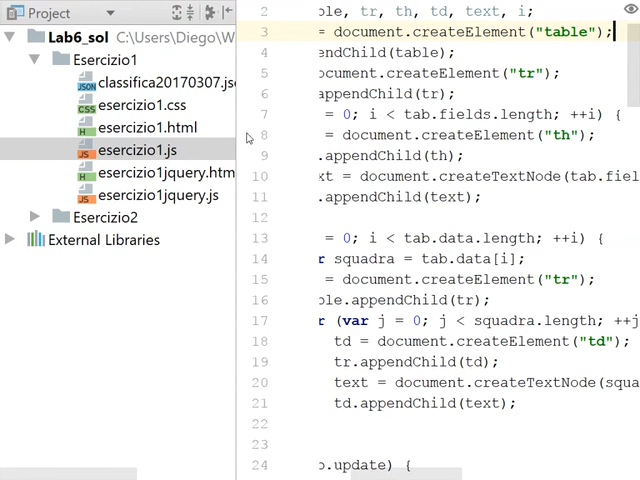 Project
Lab6_sol C:\Users\Diego\W
Esercizio1
classifica20170307.jso
esercizio1.css
esercizio1.html
esercizio1.js
esercizio1jquery.htm
esercizio1jquery.js
Esercizio2
External Libraries
2 ble, tr, th, td, text, i;
3 = document.createElement("table");
4 endChild(table);
5 ocument.createElement("tr");
6 appendChild(tr);
7 = 0; i < tab.fields.length; ++i) {
8 = document.createElement("th");
9 .appendChild(th);
10 xt = document.createTextNode(tab.fiel
11 .appendChild(text);
12
13 = 0; i < tab.data.length; ++i) {
14 r squadra = tab.data[i];
15 = document.createElement("tr");
16 ble.appendChild(tr);
17 r (var j = 0; j < squadra.length; ++j
18 td = document.createElement("td");
19 tr.appendChild(td);
20 text = document.createTextNode(squa
21 td.appendChild(text);
22
23
24 o.update) {